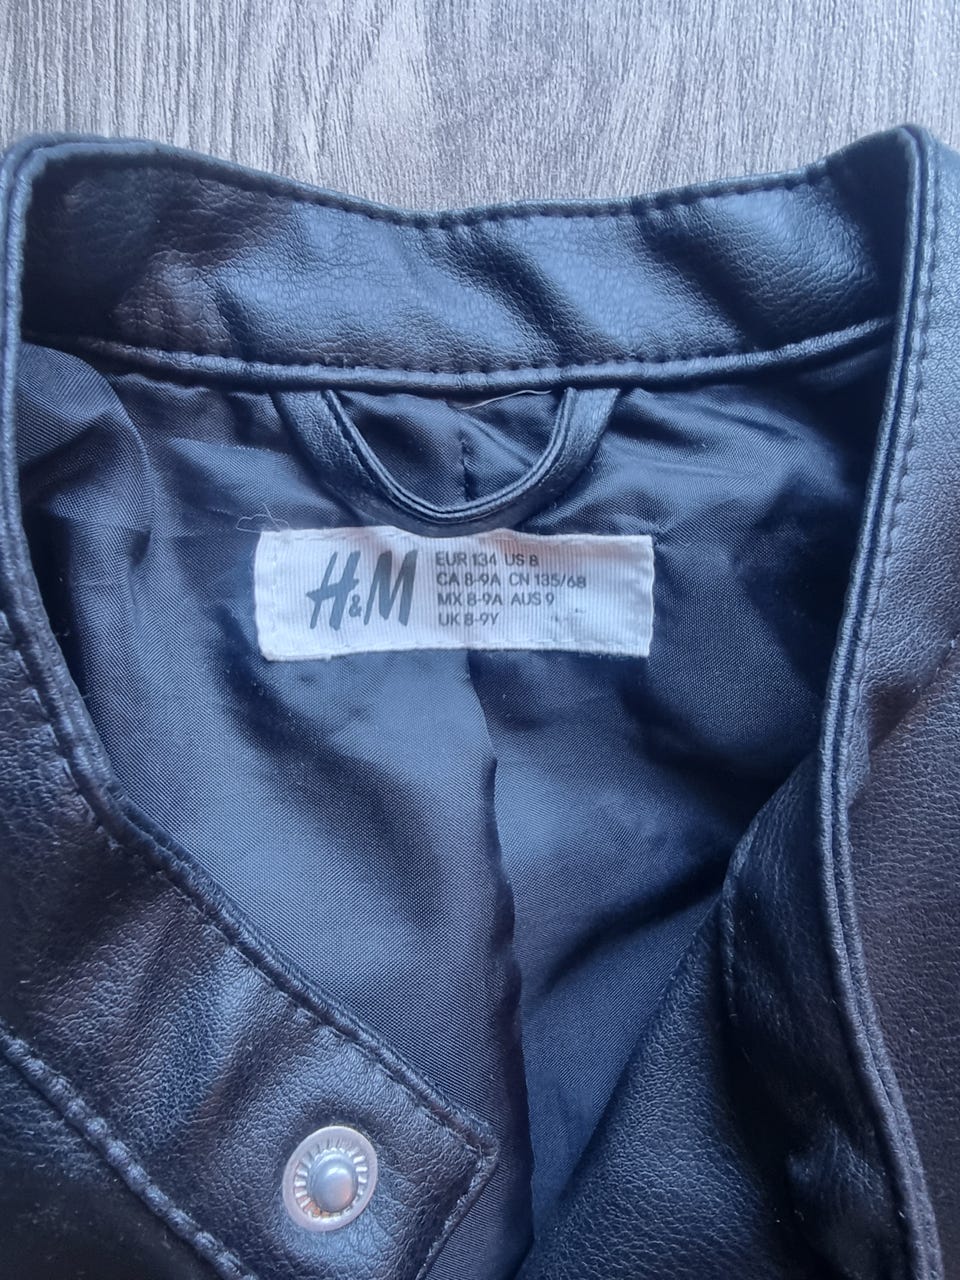 H&M
EUR 134 US 8
CA 8-9A CN 135/68
MX 8-9A AUS 9
UK 8-9Y